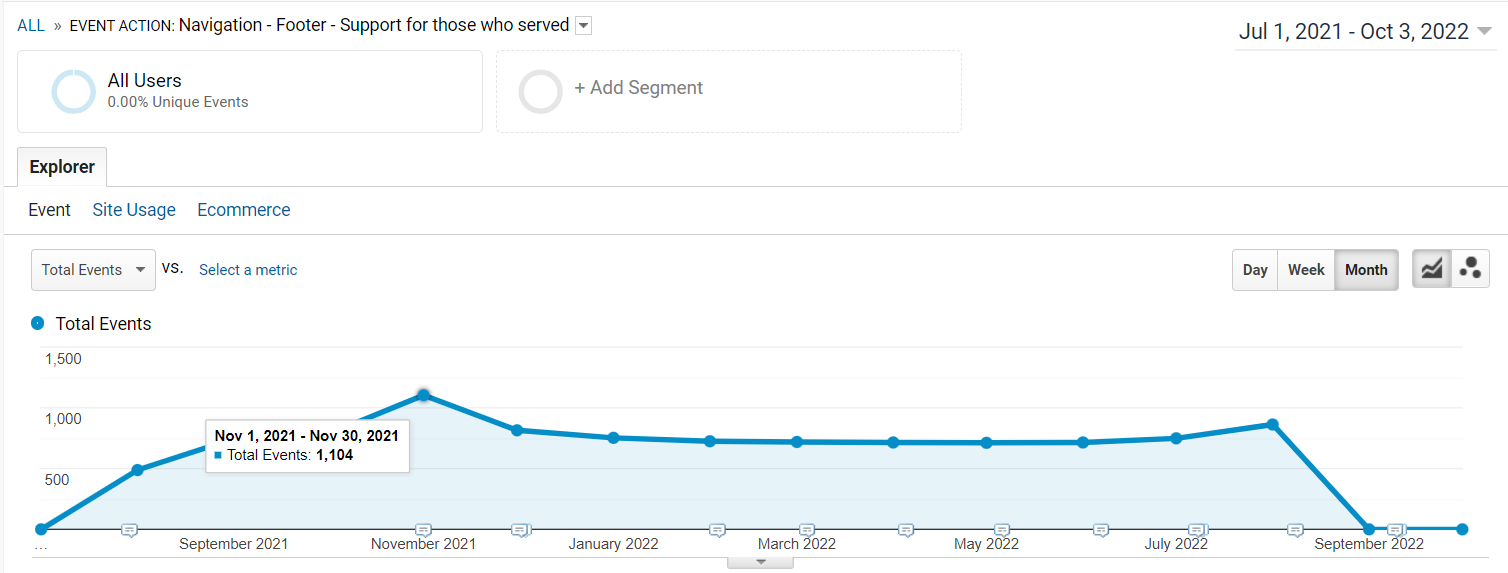 ALL » EVENT ACTION: Navigation - Footer - Support for those who served
Jul 1, 2021 - Oct 3, 2022
All Users
0.00% Unique Events
+ Add Segment
Explorer
Event Site Usage Ecommerce
Total Events VS. Select a metric
Day Week Month
Total Events
1,500
1,000
500
Nov 1, 2021 - Nov 30, 2021
Total Events: 1,104
... September 2021 November 2021 January 2022 March 2022 May 2022 July 2022 September 2022